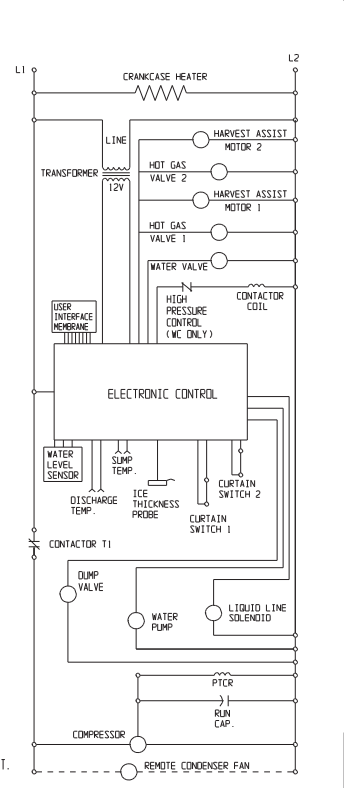 L1
L2
CRANKCASE HEATER
LINE
HARVEST ASSIST
MOTOR 2
TRANSFORMER
HOT GAS
VALVE 2
12V
HARVEST ASSIST
MOTOR 1
HOT GAS
VALVE 1
WATER VALVE
HIGH
PRESSURE
CONTROL
(WC ONLY)
CONTACTOR
COIL
USER
INTERFACE
MEMBRANE
ELECTRONIC CONTROL
WATER
LEVEL
SENSOR
SUMP
TEMP.
DISCHARGE
TEMP.
ICE
THICKNESS
PROBE
CURTAIN
SWITCH 2
CURTAIN
SWITCH 1
CONTACTOR T1
DUMP
VALVE
WATER
PUMP
LIQUID LINE
SOLENOID
PTCR
RUN
CAP.
COMPRESSOR
T.
REMOTE CONDENSER FAN